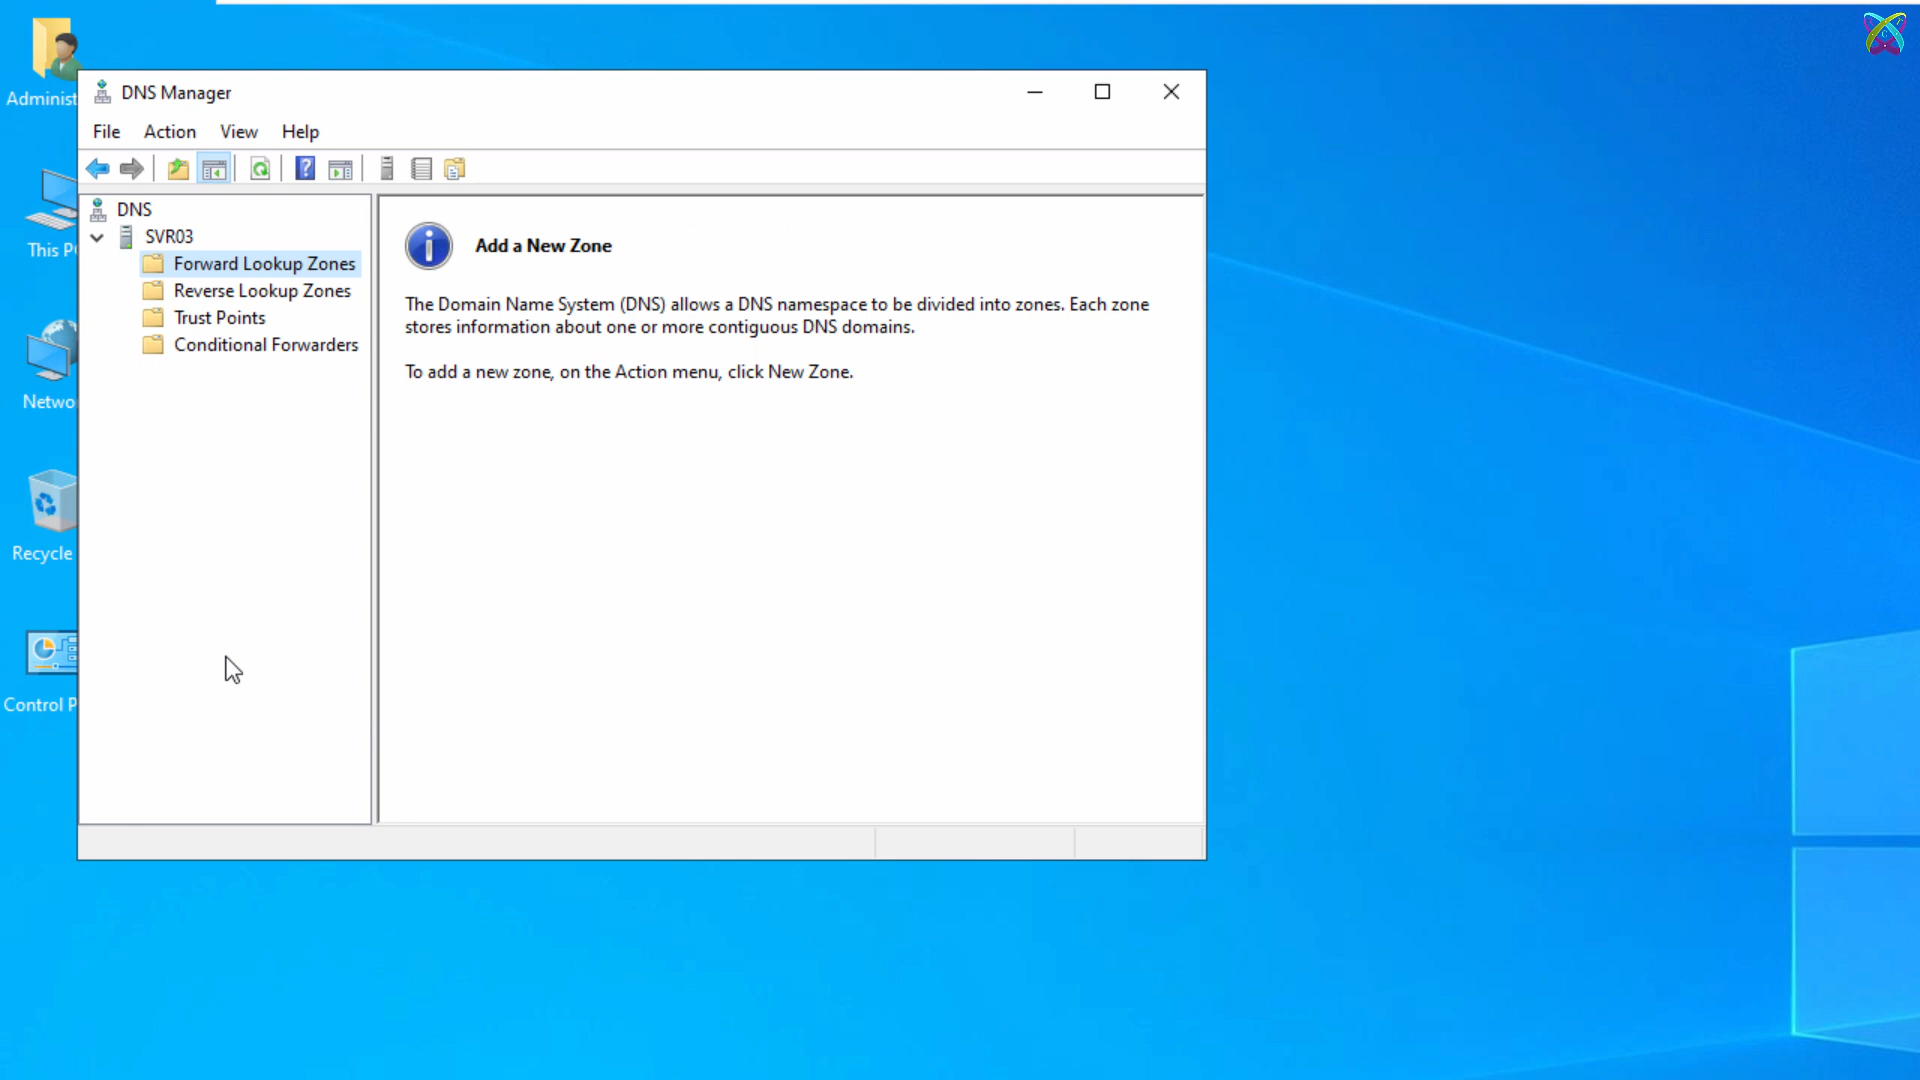 Administ
DNS Manager
File Action View Help
DNS
SVR03
Forward Lookup Zones
Reverse Lookup Zones
Trust Points
Conditional Forwarders
Add a New Zone
The Domain Name System (DNS) allows a DNS namespace to be divided into zones. Each zone
stores information about one or more contiguous DNS domains.
To add a new zone, on the Action menu, click New Zone.
This P
Netwo
Recycle
Control P